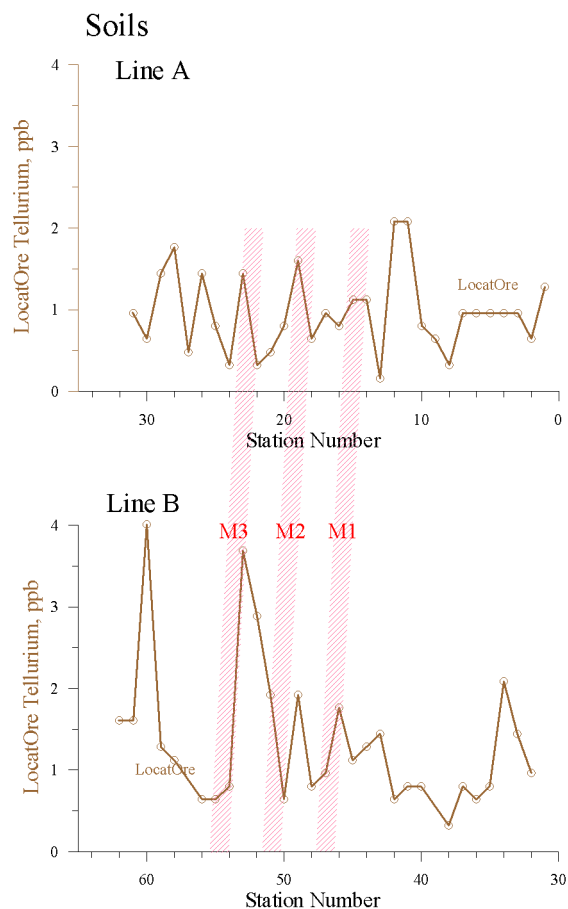 Soils
Line A
LocatOre Tellurium, ppb
4
3
2
1
0
LocatOre
30
20
10
0
Station Number
Line B
M3
M2
M1
LocatOre Tellurium, ppb
4
3
2
1
0
LocatOre
60
50
40
30
Station Number